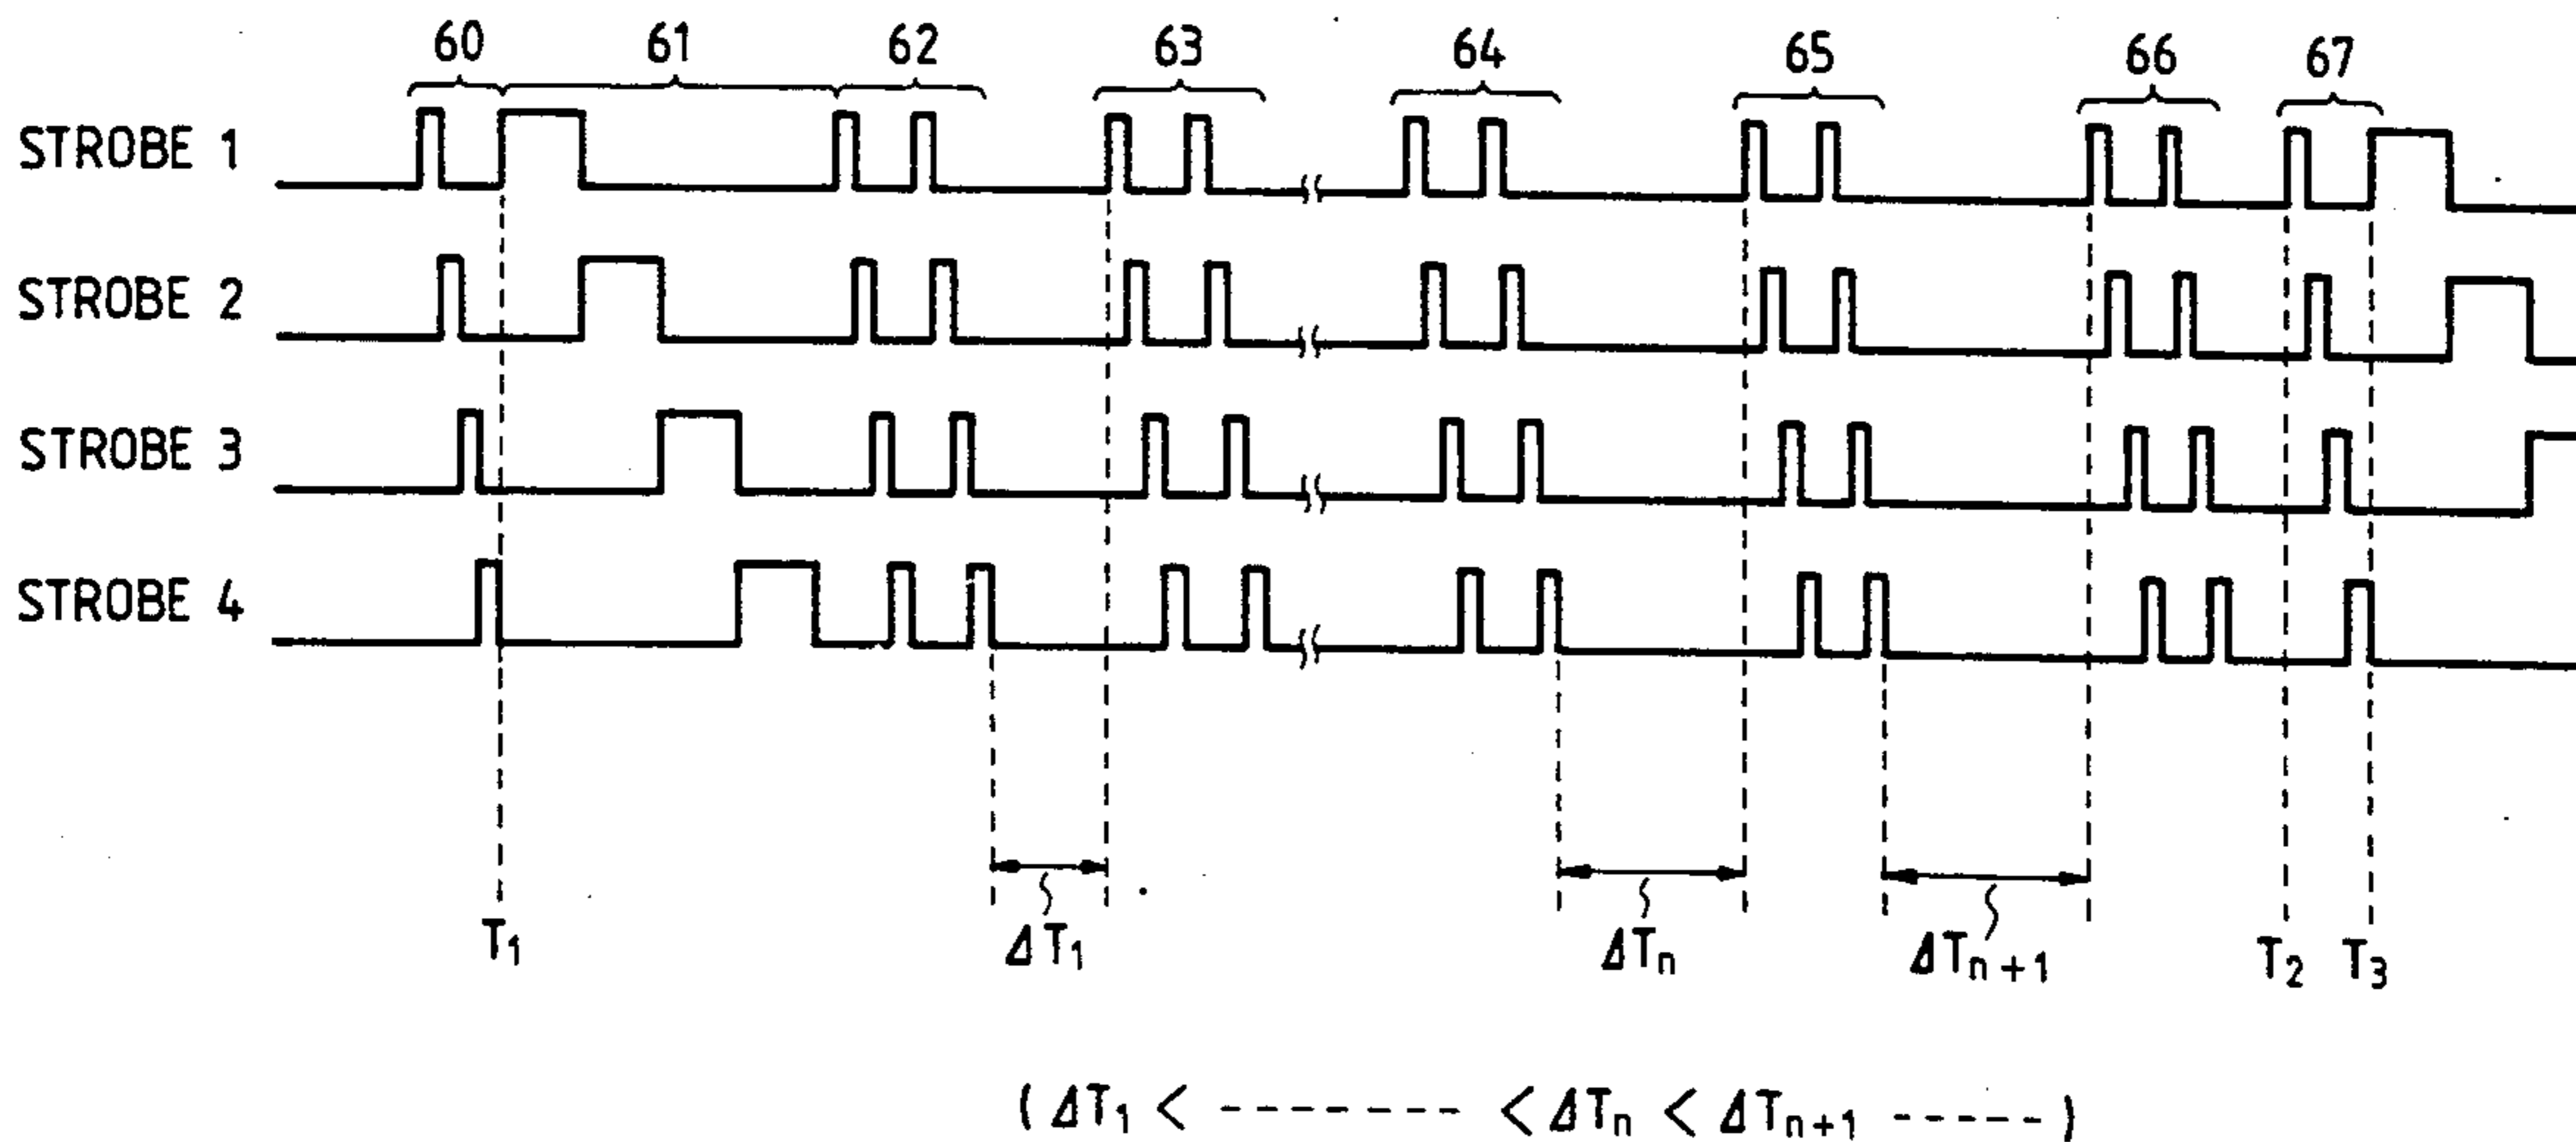 60 61 62 63 64 65 66 67
STROBE 1
STROBE 2
STROBE 3
STROBE 4
T₁ ΔT₁ ΔTₙ ΔTₙ₊₁ T₂ T₃
( ΔT₁ < -------- < ΔTₙ < ΔTₙ₊₁ ----- )